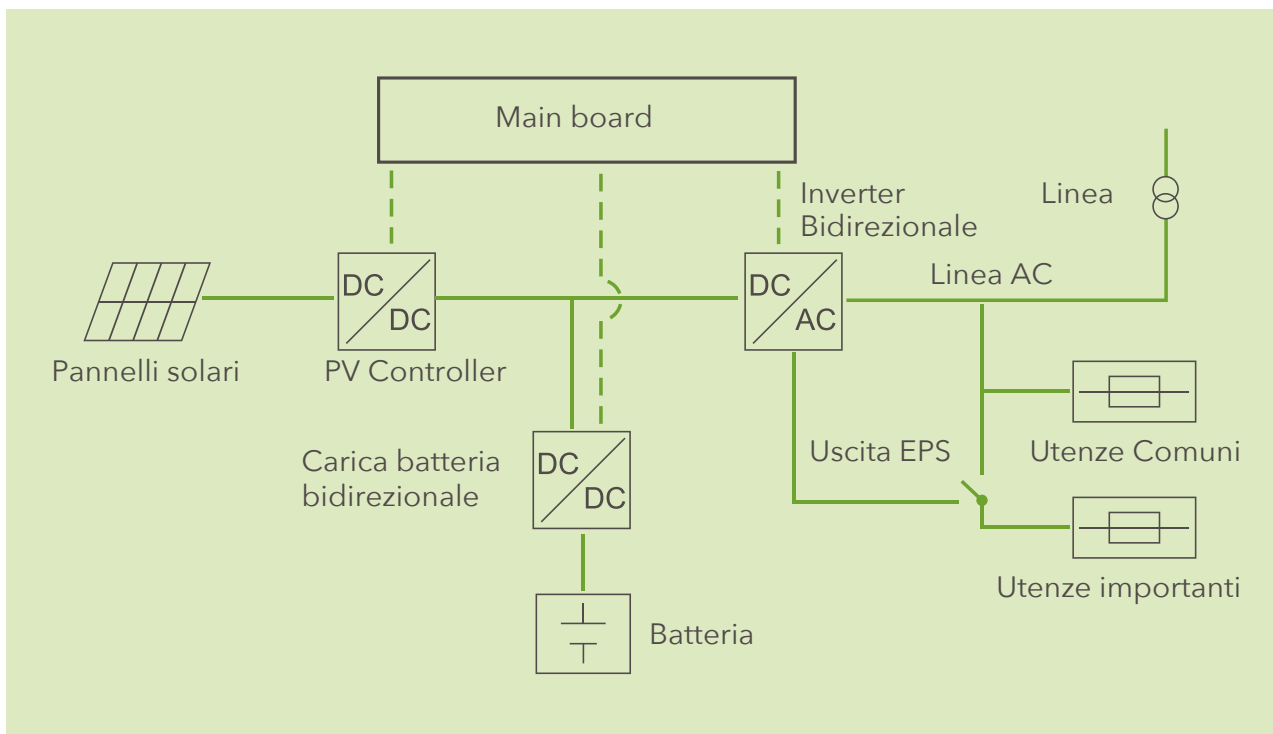 Main board
Inverter
Bidirezionale
Linea
Linea AC
DC
DC
DC
AC
Pannelli solari
PV Controller
Carica batteria
bidirezionale
DC
DC
Uscita EPS
Utenze Comuni
Utenze importanti
Batteria